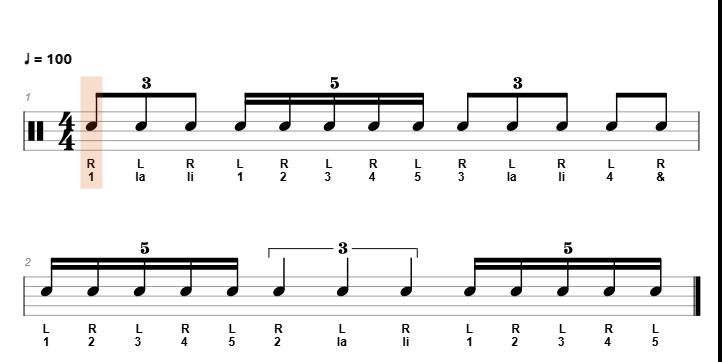 ♩ = 100
3 5 3
1
4
4
R L R L R L R L R L R L R
1 la li 1 2 3 4 5 3 la li 4 &
5 3 5
2
L R L R L R L R L R L R L
1 2 3 4 5 2 la li 1 2 3 4 5